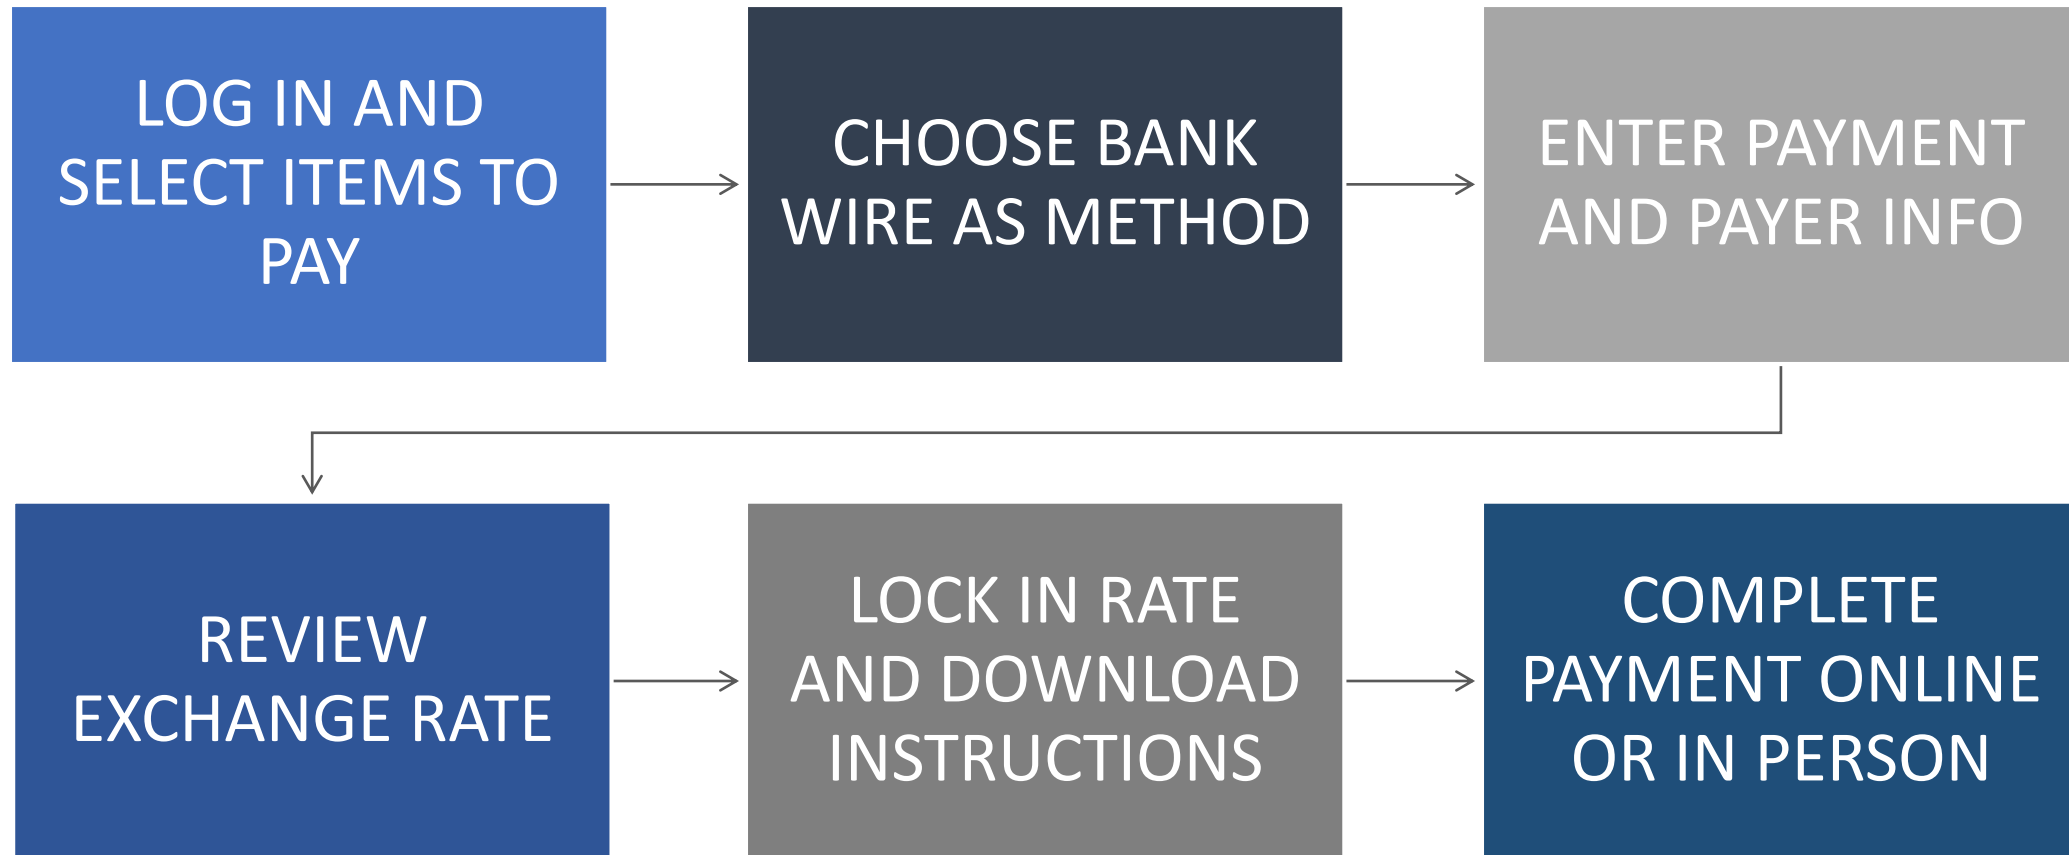 LOG IN AND
SELECT ITEMS TO
PAY
CHOOSE BANK
WIRE AS METHOD
ENTER PAYMENT
AND PAYER INFO
REVIEW
EXCHANGE RATE
LOCK IN RATE
AND DOWNLOAD
INSTRUCTIONS
COMPLETE
PAYMENT ONLINE
OR IN PERSON